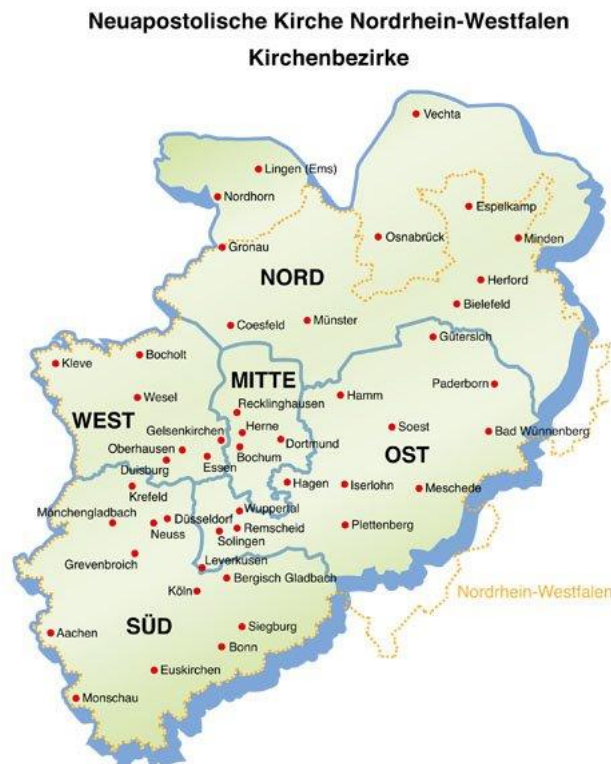 Neuapostolische Kirche Nordrhein-Westfalen
Kirchenbezirke
Vechta
Lingen (Ems)
Nordhorn
Espelkamp
Osnabrück
Minden
Gronau
NORD
Herford
Bielefeld
Coesfeld
Münster
Gütersloh
Kleve
Bocholt
MITTE
Paderborn
Wesel
Hamm
Recklinghausen
WEST
Gelsenkirchen
Herne
Soest
Bad Wünnenberg
Oberhausen
Dortmund
Bochum
OST
Duisburg
Essen
Hagen
Iserlohn
Meschede
Krefeld
Mönchengladbach
Düsseldorf
Wuppertal
Neuss
Remscheid
Plettenberg
Solingen
Grevenbroich
Leverkusen
Bergisch Gladbach
Nordrhein-Westfalen
Köln
SÜD
Siegburg
Aachen
Bonn
Euskirchen
Monschau